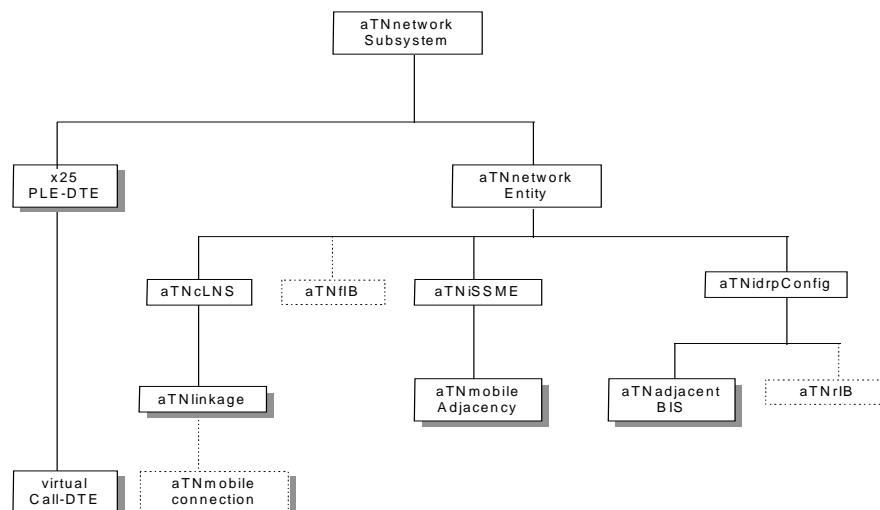 aTNnetwork
Subsystem
x25
PLE-DTE
aTNnetwork
Entity
aTNcLNS
aTNfIB
aTNiSSME
aTNidrpConfig
aTNlinkage
aTNmobile
Adjacency
aTNadjacent
BIS
aTNrIB
virtual
Call-DTE
aTNmobile
connection